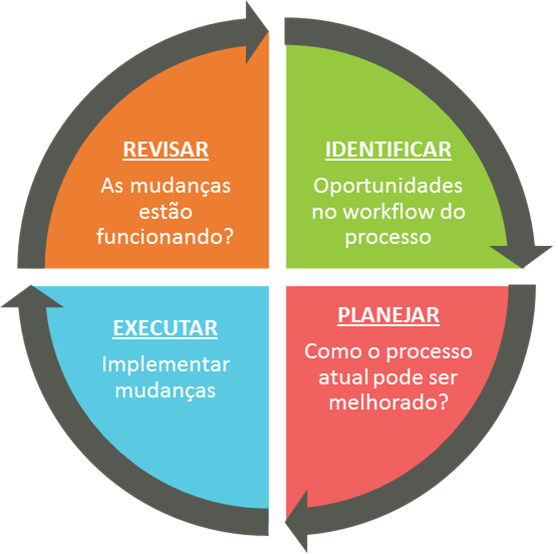 REVISAR
As mudanças
estão
funcionando?
IDENTIFICAR
Oportunidades
no workflow do
processo
EXECUTAR
Implementar
mudanças
PLANEJAR
Como o processo
atual pode ser
melhorado?